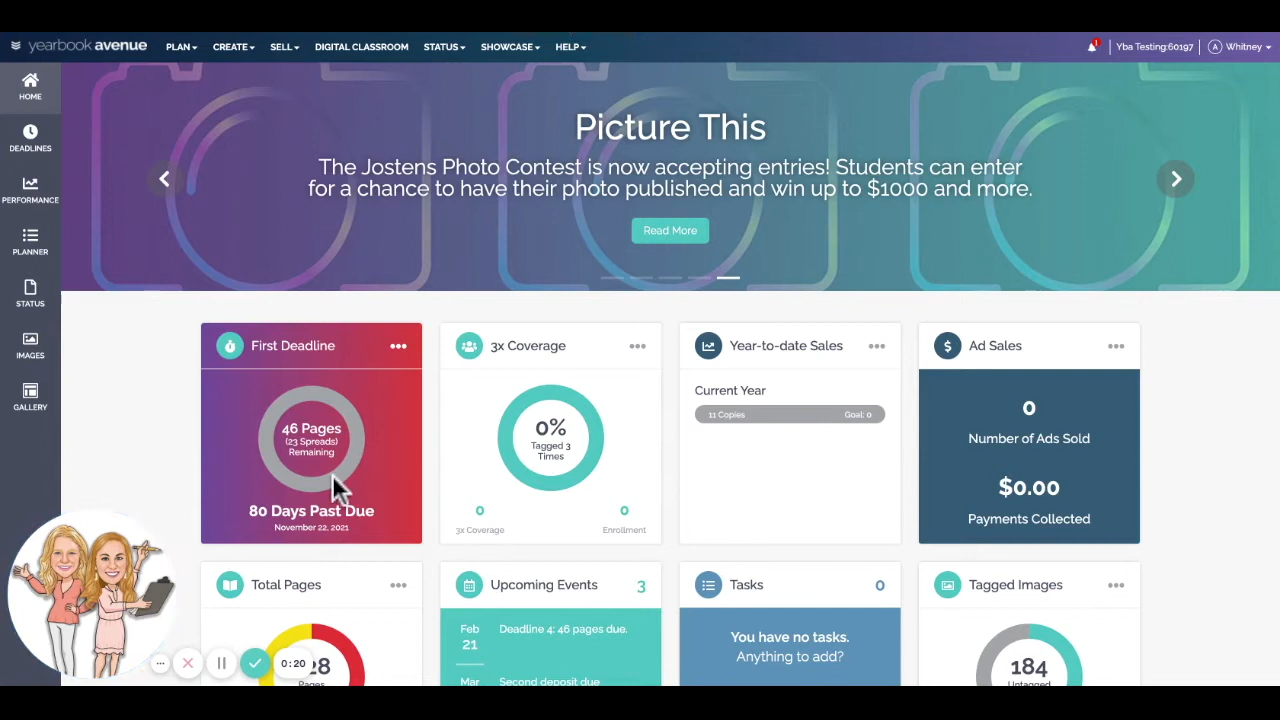 yearbook avenue
PLAN
CREATE
SELL
DIGITAL CLASSROOM
STATUS
SHOWCASE
HELP
1
Yba Testing:60197
A
Whitney
HOME
DEADLINES
PERFORMANCE
PLANNER
STATUS
IMAGES
GALLERY
Picture This
The Jostens Photo Contest is now accepting entries! Students can enter
for a chance to have their photo published and win up to $1000 and more.
Read More
First Deadline
46 Pages
(23 Spreads)
Remaining
80 Days Past Due
November 22, 2021
3x Coverage
0%
Tagged 3
Times
0
0
3x Coverage
Enrollment
Year-to-date Sales
Current Year
11 Copies
Goal: 0
$
Ad Sales
0
Number of Ads Sold
$0.00
Payments Collected
Total Pages
Pages
Upcoming Events
3
Feb
21
Deadline 4: 46 pages due.
Mar
Second deposit due
Tasks
0
You have no tasks.
Anything to add?
Tagged Images
184
Untagged
0:20